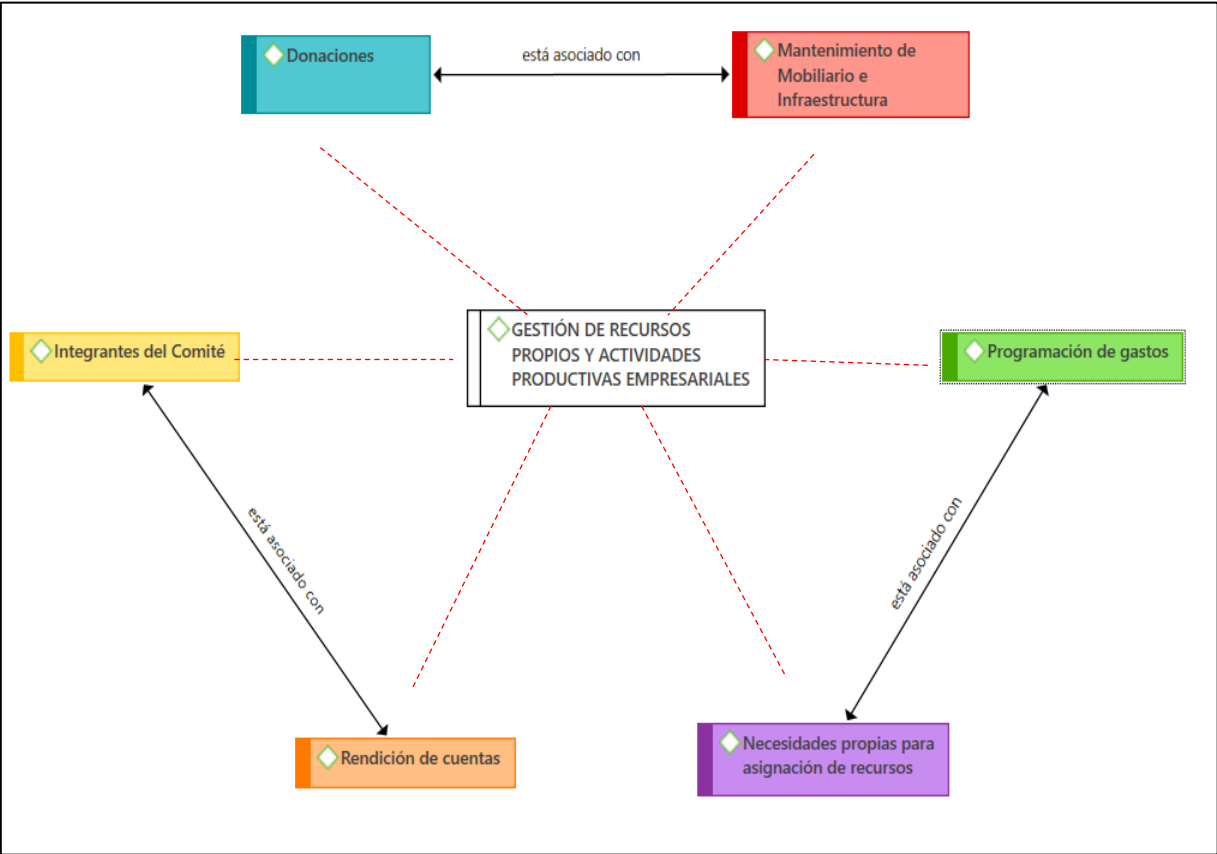 Donaciones
está asociado con
Mantenimiento de
Mobiliario e
Infraestructura
Integrantes del Comité
GESTIÓN DE RECURSOS
PROPIOS Y ACTIVIDADES
PRODUCTIVAS EMPRESARIALES
Programación de gastos
está asociado con
está asociado con
Rendición de cuentas
Necesidades propias para
asignación de recursos